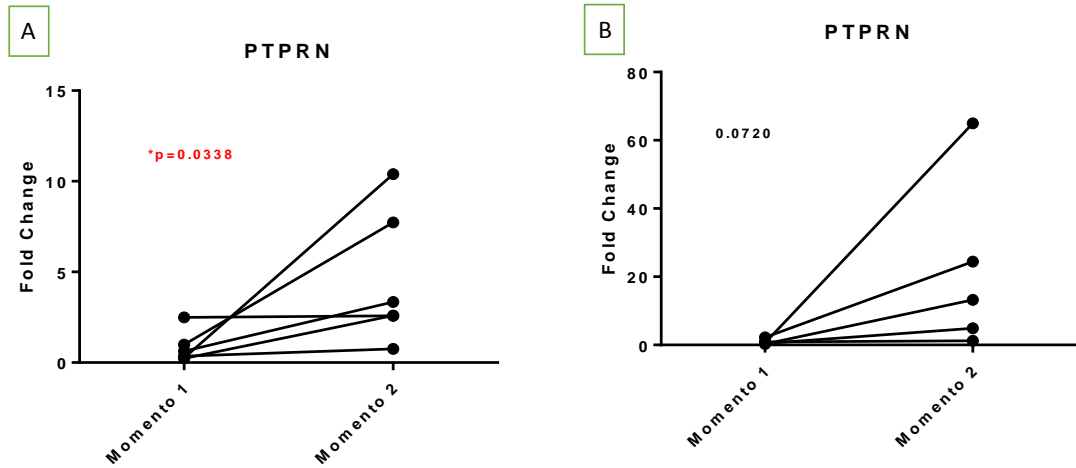 A
PTPRN
15
10
5
0
Fold Change
*p=0.0338
Momento 1
Momento 2
B
PTPRN
80
60
40
20
0
Fold Change
0.0720
Momento 1
Momento 2